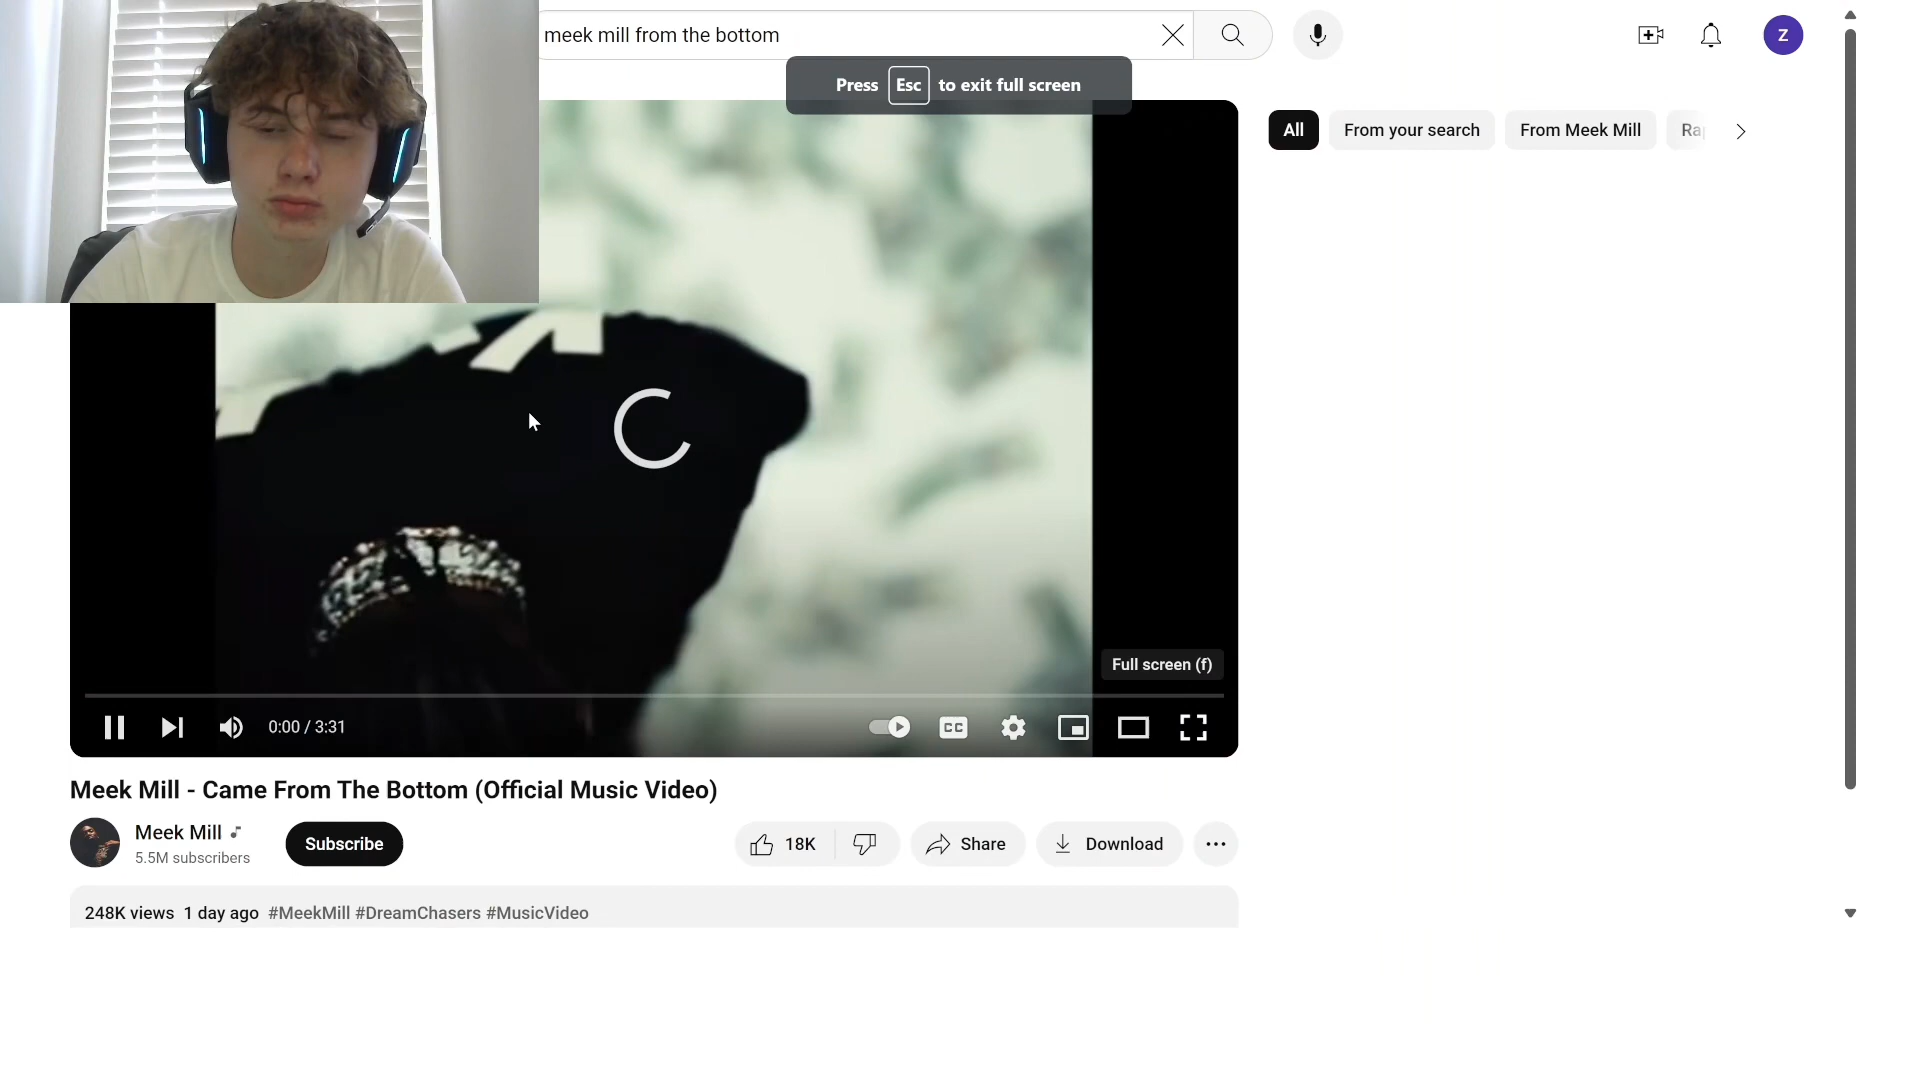 meek mill from the bottom
Z
Press Esc to exit full screen
All
From your search
From Meek Mill
Full screen (f)
0:00 / 3:31
CC
Meek Mill - Came From The Bottom (Official Music Video)
Meek Mill
5.5M subscribers
Subscribe
18K
Share
Download
248K views 1 day ago #MeekMill #DreamChasers #MusicVideo